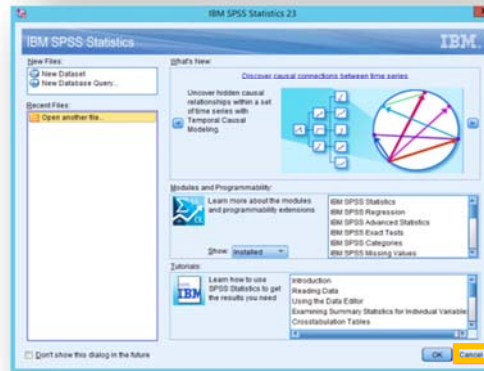 IBM SPSS Statistics 23
IBM SPSS Statistics
IBM.
New Files:
New Dataset
New Database Query...
Recent Files:
Open another file...
What's New:
Discover causal connections between time series
Uncover hidden causal
relationships within a set
of time series with
Temporal Causal
Modeling.
Modules and Programmability:
Learn more about the modules
and programmability extensions
Show: Installed
IBM SPSS Statistics
IBM SPSS Regression
IBM SPSS Advanced Statistics
IBM SPSS Exact Tests
IBM SPSS Categories
IBM SPSS Missing Values
Tutorials:
IBM
Learn how to use
SPSS Statistics to get
the results you need
Introduction
Reading Data
Using the Data Editor
Examining Summary Statistics for Individual Variable
Crosstabulation Tables
Don't show this dialog in the future
OK
Cancel